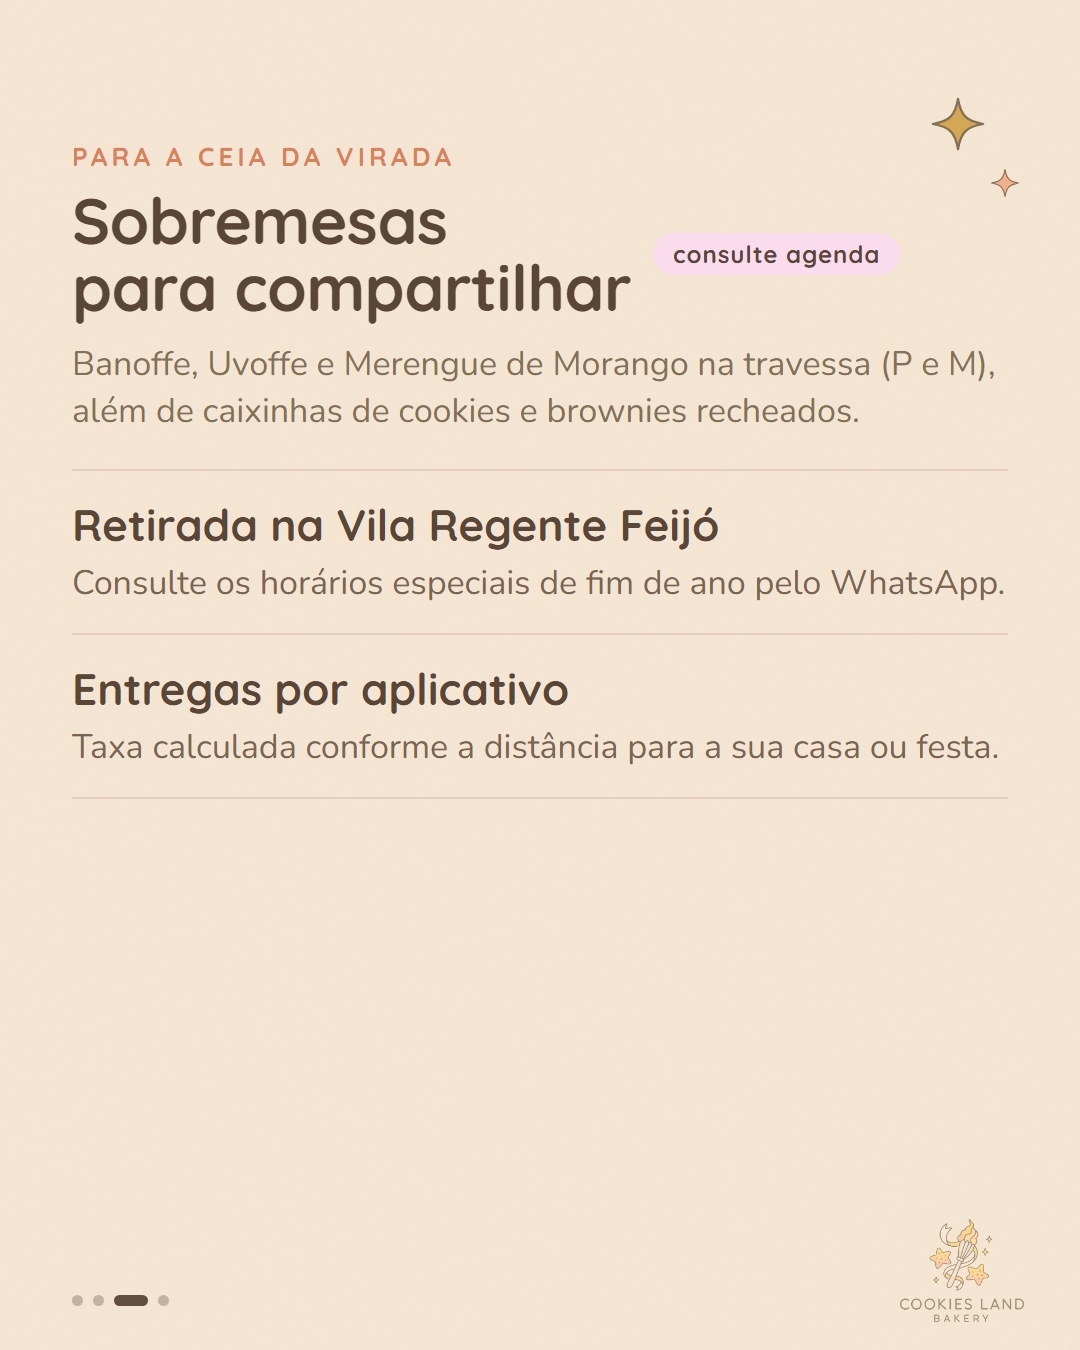 PARA A CEIA DA VIRADA
Sobremesas
para compartilhar
consulte agenda
Banoffe, Uvoffe e Merengue de Morango na travessa (P e M),
além de caixinhas de cookies e brownies recheados.
Retirada na Vila Regente Feijó
Consulte os horários especiais de fim de ano pelo WhatsApp.
Entregas por aplicativo
Taxa calculada conforme a distância para a sua casa ou festa.
COOKIES LAND
BAKERY